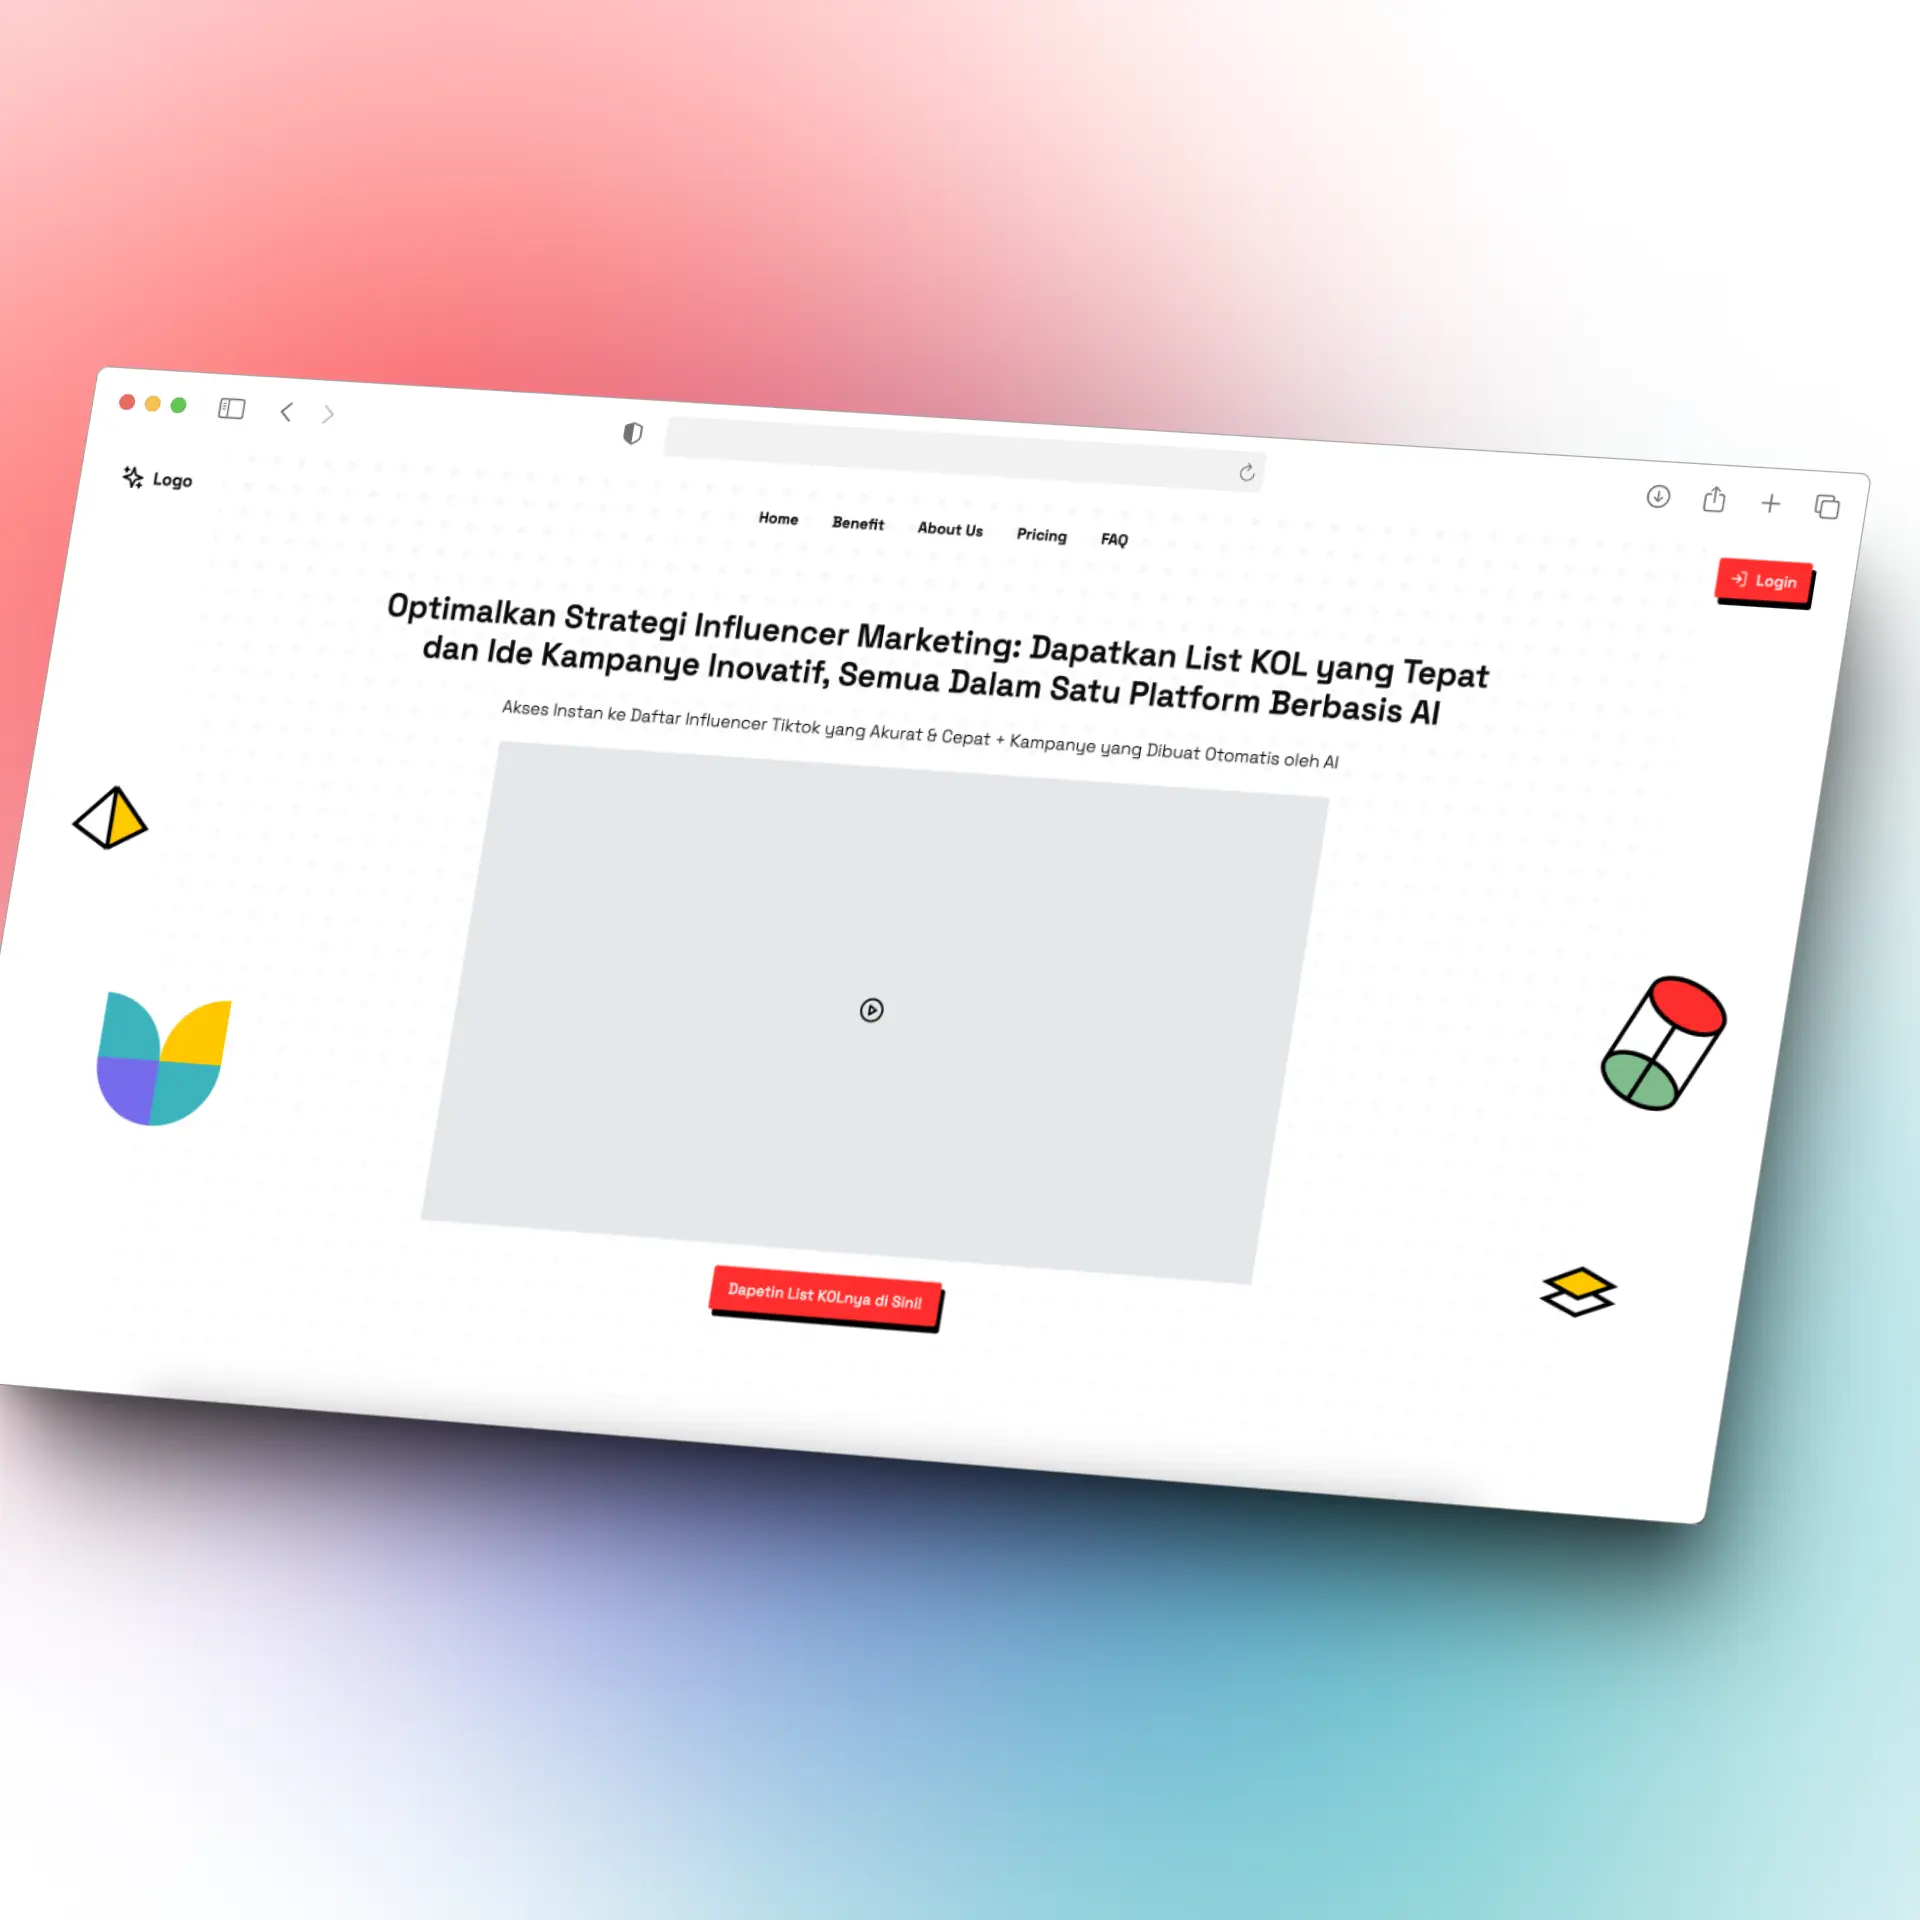 Logo
Home Benefit About Us Pricing FAQ
Login
Optimalkan Strategi Influencer Marketing: Dapatkan List KOL yang Tepat
dan Ide Kampanye Inovatif, Semua Dalam Satu Platform Berbasis AI
Akses Instan ke Daftar Influencer Tiktok yang Akurat & Cepat + Kampanye yang Dibuat Otomatis oleh AI
Dapetin List KOLnya di Sini!